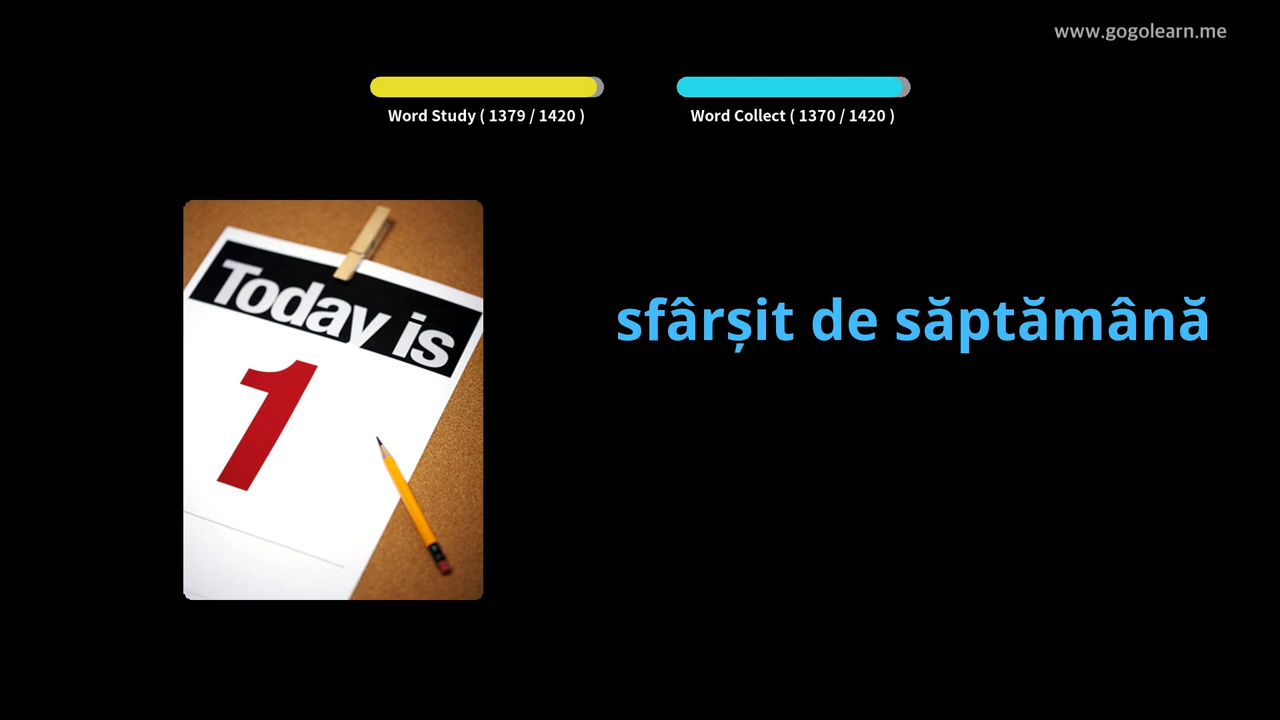 www.gogolearn.me
Word Study ( 1379 / 1420 )
Word Collect ( 1370 / 1420 )
Today is
1
sfârșit de săptămână